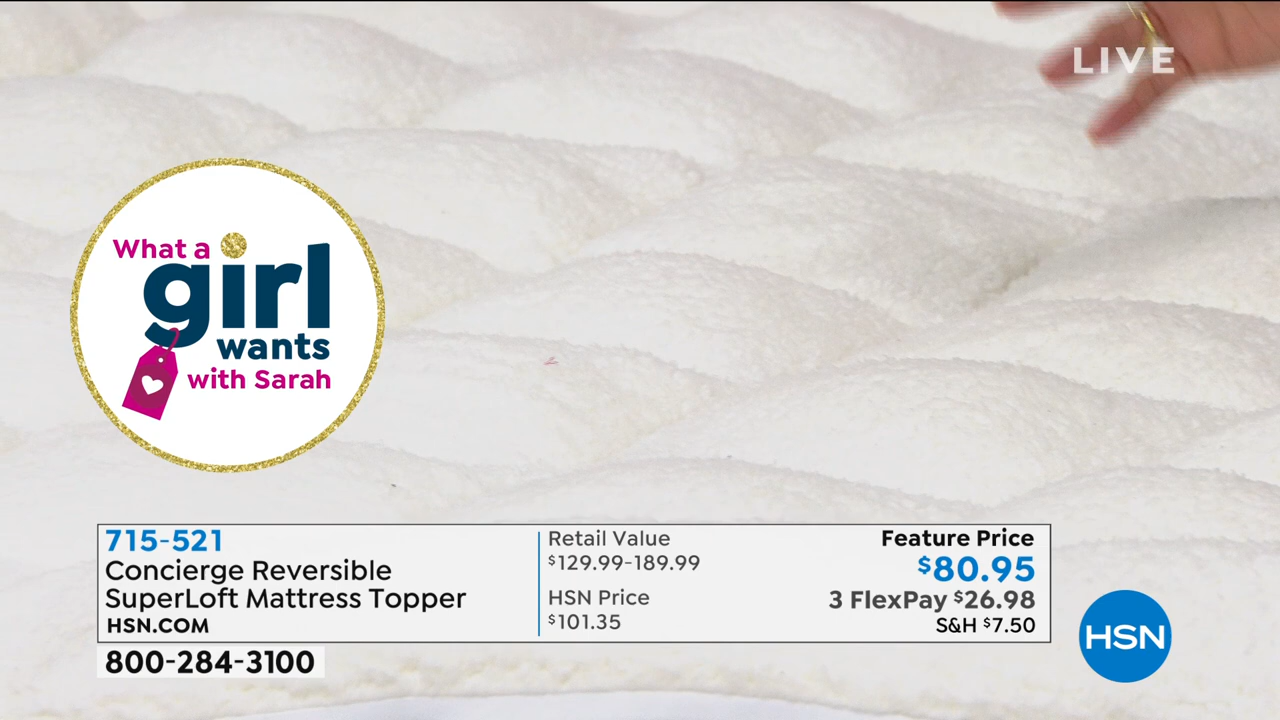 LIVE
What a
girl
wants
with Sarah
715-521
Concierge Reversible
SuperLoft Mattress Topper
HSN.COM
800-284-3100
Retail Value
$129.99-189.99
HSN Price
$101.35
Feature Price
$80.95
3 FlexPay $26.98
S&H $7.50
HSN